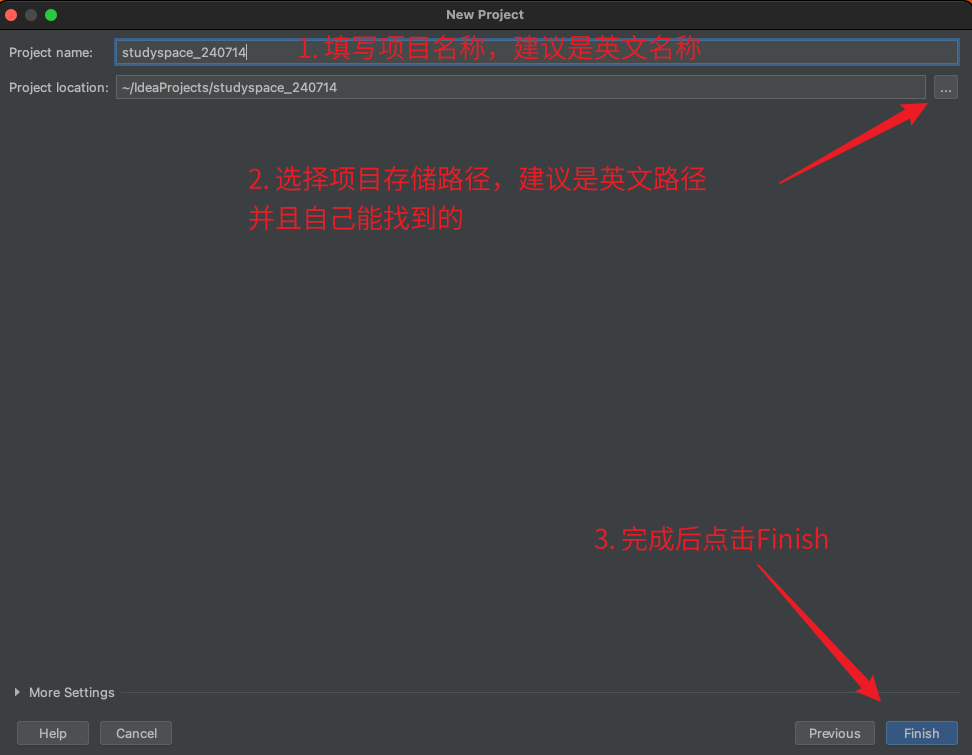 New Project
Project name:
studyspace_240714
1. 填写项目名称，建议是英文名称
Project location:
~/IdeaProjects/studyspace_240714
...
2. 选择项目存储路径，建议是英文路径
并且自己能找到的
3. 完成后点击Finish
More Settings
Help
Cancel
Previous
Finish